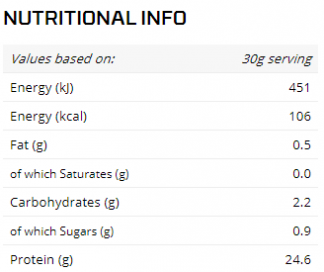 NUTRITIONAL INFO
Values based on: 30g serving
Energy (kJ) 451
Energy (kcal) 106
Fat (g) 0.5
of which Saturates (g) 0.0
Carbohydrates (g) 2.2
of which Sugars (g) 0.9
Protein (g) 24.6